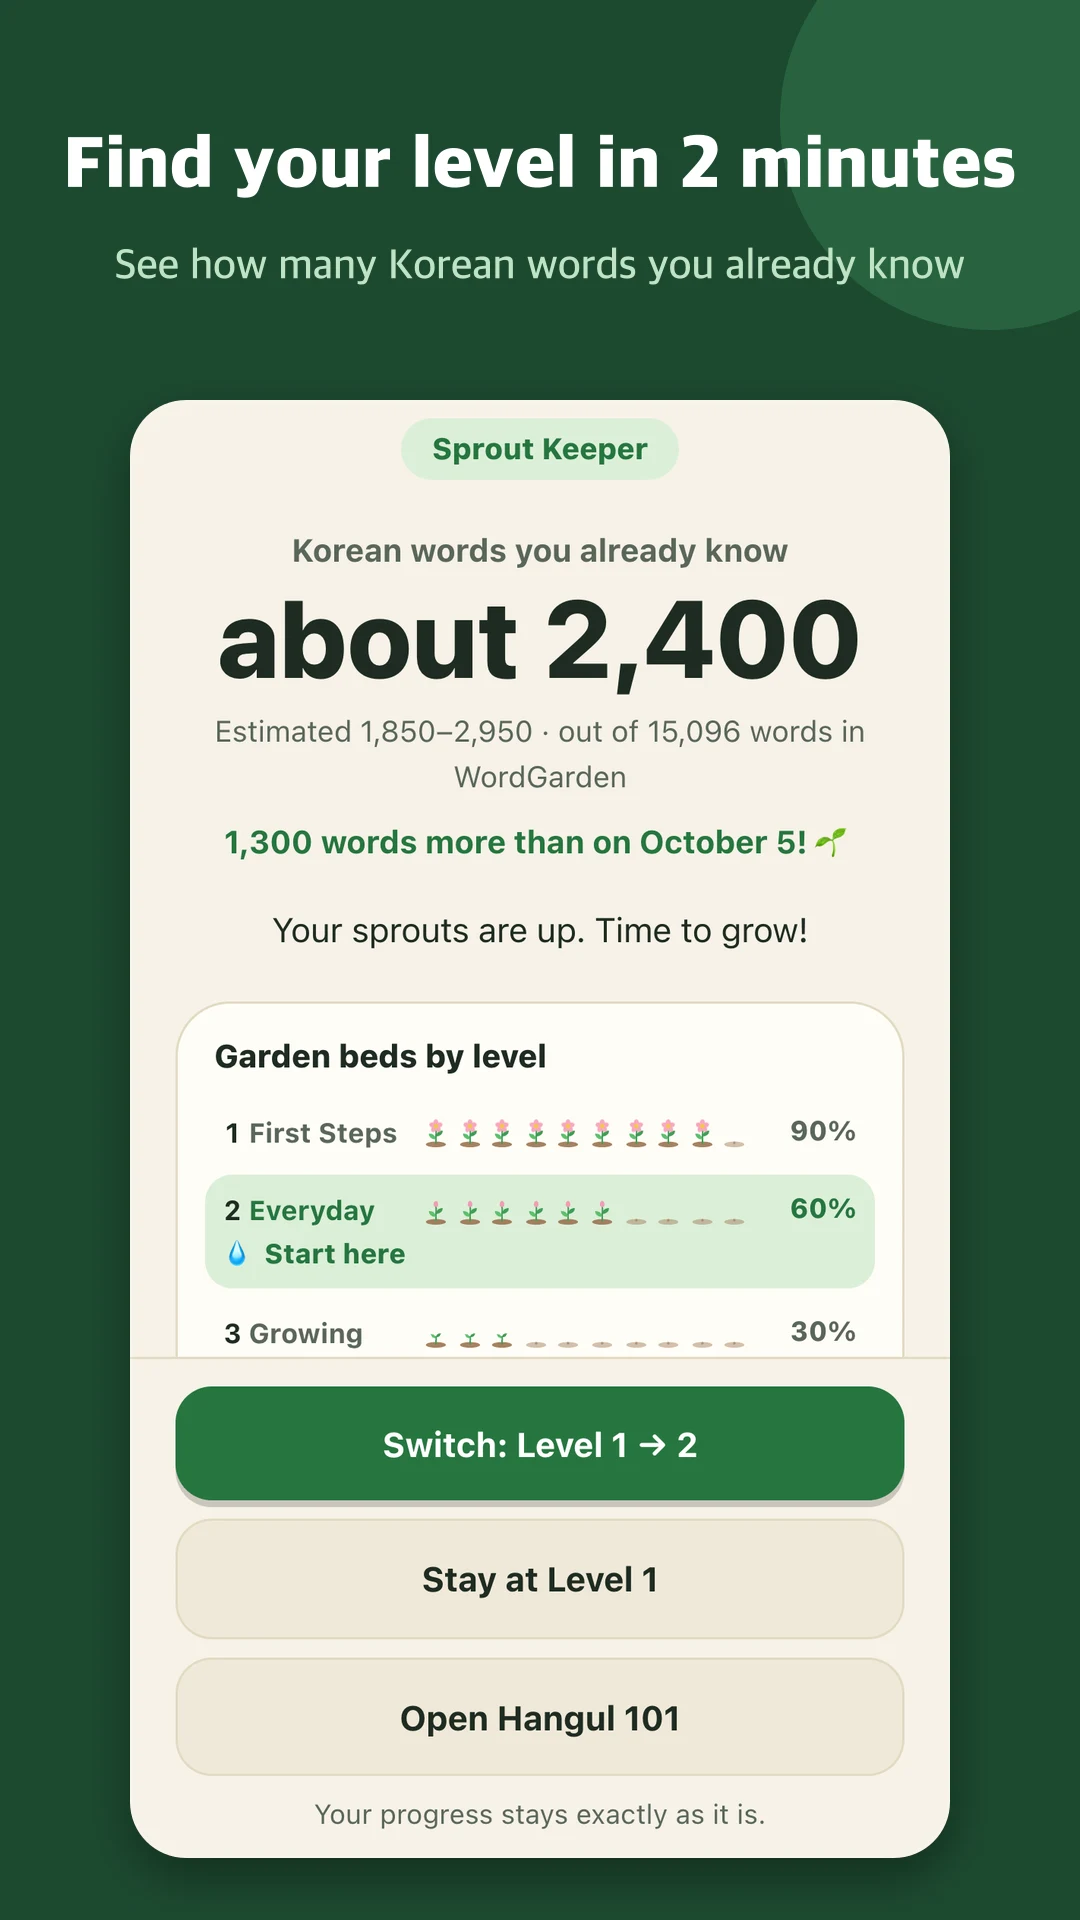 Find your level in 2 minutes
See how many Korean words you already know
Sprout Keeper
Korean words you already know
about 2,400
Estimated 1,850–2,950 · out of 15,096 words in
WordGarden
1,300 words more than on October 5! 🌱
Your sprouts are up. Time to grow!
Garden beds by level
1 First Steps 90%
2 Everyday 60%
💧 Start here
3 Growing 30%
Switch: Level 1 → 2
Stay at Level 1
Open Hangul 101
Your progress stays exactly as it is.